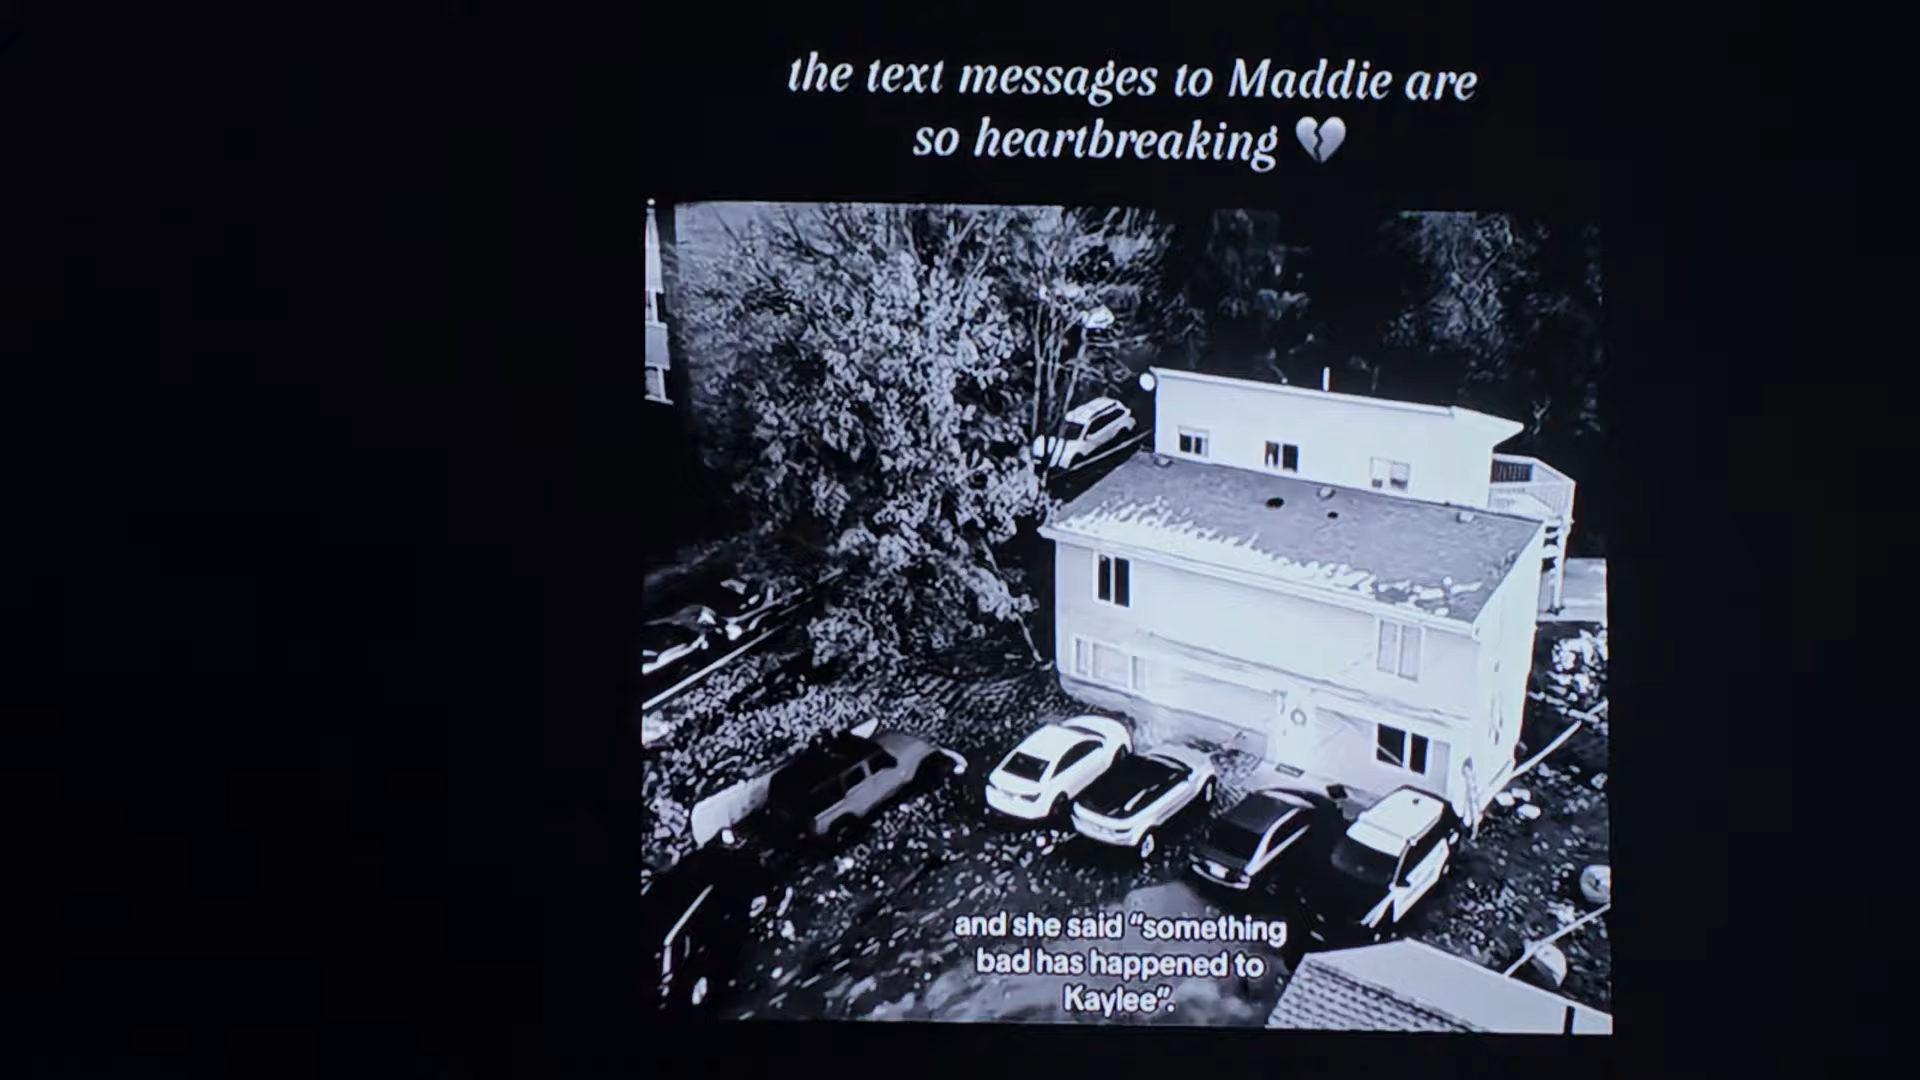 the text messages to Maddie are
so heartbreaking 💔
and she said "something
bad has happened to
Kaylee".